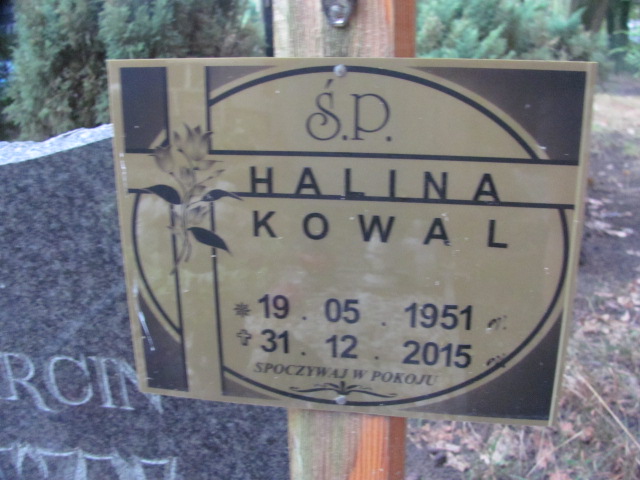 Ś.P.
HALINA
KOWAL
19 . 05 . 1951
31 . 12 . 2015
SPOCZYWAJ W POKOJU